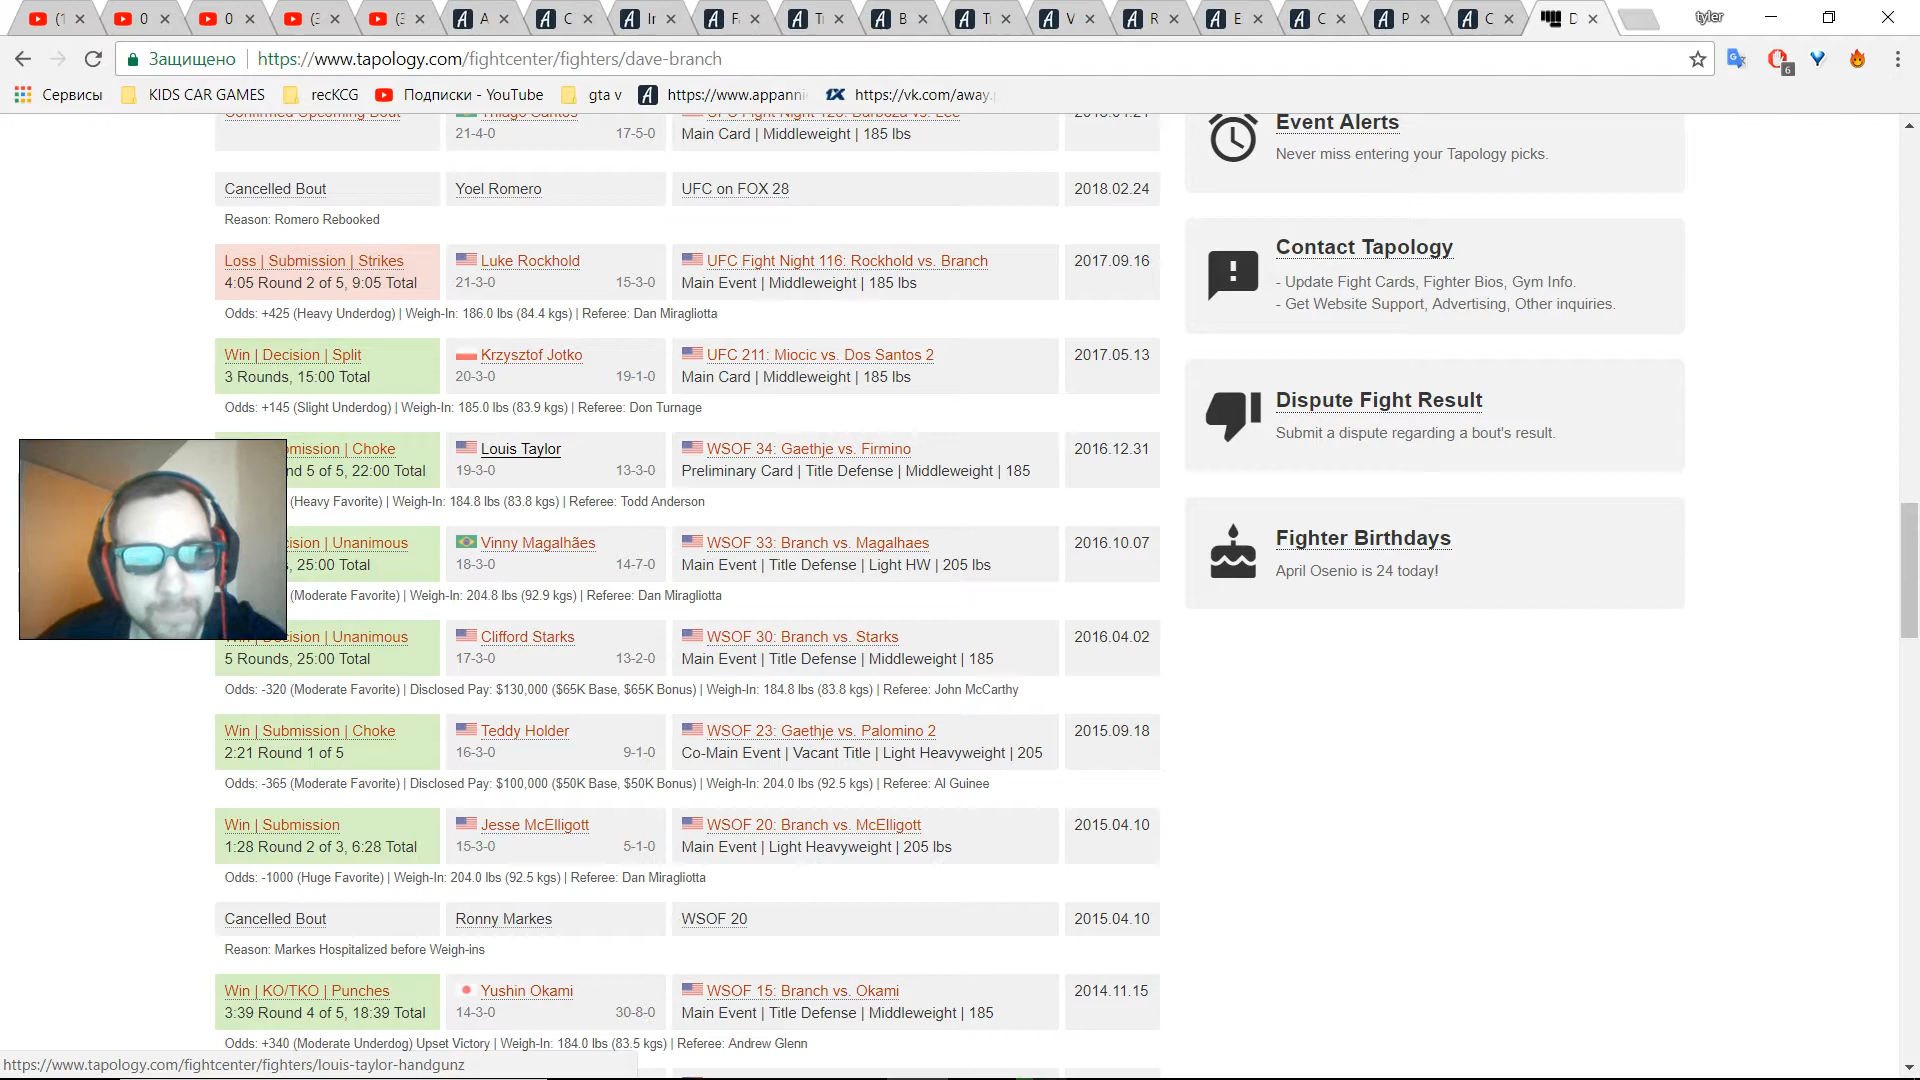 tyler
Защищено
https://www.tapology.com/fightcenter/fighters/dave-branch
6
Сервисы
KIDS CAR GAMES
recKCG
Подписки - YouTube
gta v
https://www.appanni
https://vk.com/away.
Confirmed Upcoming Bout
Thiago Santos
21-4-0
17-5-0
Main Card | Middleweight | 185 lbs
Cancelled Bout
Yoel Romero
UFC on FOX 28
2018.02.24
Reason: Romero Rebooked
Loss | Submission | Strikes
4:05 Round 2 of 5, 9:05 Total
Luke Rockhold
21-3-0
15-3-0
UFC Fight Night 116: Rockhold vs. Branch
Main Event | Middleweight | 185 lbs
2017.09.16
Odds: +425 (Heavy Underdog) | Weigh-In: 186.0 lbs (84.4 kgs) | Referee: Dan Miragliotta
Win | Decision | Split
3 Rounds, 15:00 Total
Krzysztof Jotko
20-3-0
19-1-0
UFC 211: Miocic vs. Dos Santos 2
Main Card | Middleweight | 185 lbs
2017.05.13
Odds: +145 (Slight Underdog) | Weigh-In: 185.0 lbs (83.9 kgs) | Referee: Don Turnage
mission | Choke
nd 5 of 5, 22:00 Total
Louis Taylor
19-3-0
13-3-0
WSOF 34: Gaethje vs. Firmino
Preliminary Card | Title Defense | Middleweight | 185
2016.12.31
(Heavy Favorite) | Weigh-In: 184.8 lbs (83.8 kgs) | Referee: Todd Anderson
cision | Unanimous
s, 25:00 Total
Vinny Magalhães
18-3-0
14-7-0
WSOF 33: Branch vs. Magalhaes
Main Event | Title Defense | Light HW | 205 lbs
2016.10.07
(Moderate Favorite) | Weigh-In: 204.8 lbs (92.9 kgs) | Referee: Dan Miragliotta
Win | Decision | Unanimous
5 Rounds, 25:00 Total
Clifford Starks
17-3-0
13-2-0
WSOF 30: Branch vs. Starks
Main Event | Title Defense | Middleweight | 185
2016.04.02
Odds: -320 (Moderate Favorite) | Disclosed Pay: $130,000 ($65K Base, $65K Bonus) | Weigh-In: 184.8 lbs (83.8 kgs) | Referee: John McCarthy
Win | Submission | Choke
2:21 Round 1 of 5
Teddy Holder
16-3-0
9-1-0
WSOF 23: Gaethje vs. Palomino 2
Co-Main Event | Vacant Title | Light Heavyweight | 205
2015.09.18
Odds: -365 (Moderate Favorite) | Disclosed Pay: $100,000 ($50K Base, $50K Bonus) | Weigh-In: 204.0 lbs (92.5 kgs) | Referee: Al Guinee
Win | Submission
1:28 Round 2 of 3, 6:28 Total
Jesse McElligott
15-3-0
5-1-0
WSOF 20: Branch vs. McElligott
Main Event | Light Heavyweight | 205 lbs
2015.04.10
Odds: -1000 (Huge Favorite) | Weigh-In: 204.0 lbs (92.5 kgs) | Referee: Dan Miragliotta
Cancelled Bout
Ronny Markes
WSOF 20
2015.04.10
Reason: Markes Hospitalized before Weigh-ins
Win | KO/TKO | Punches
3:39 Round 4 of 5, 18:39 Total
Yushin Okami
14-3-0
30-8-0
WSOF 15: Branch vs. Okami
Main Event | Title Defense | Middleweight | 185
2014.11.15
Odds: +340 (Moderate Underdog) Upset Victory | Weigh-In: 184.0 lbs (83.5 kgs) | Referee: Andrew Glenn
https://www.tapology.com/fightcenter/fighters/louis-taylor-handgunz
Event Alerts
Never miss entering your Tapology picks.
Contact Tapology
- Update Fight Cards, Fighter Bios, Gym Info.
- Get Website Support, Advertising, Other inquiries.
Dispute Fight Result
Submit a dispute regarding a bout's result.
Fighter Birthdays
April Osenio is 24 today!